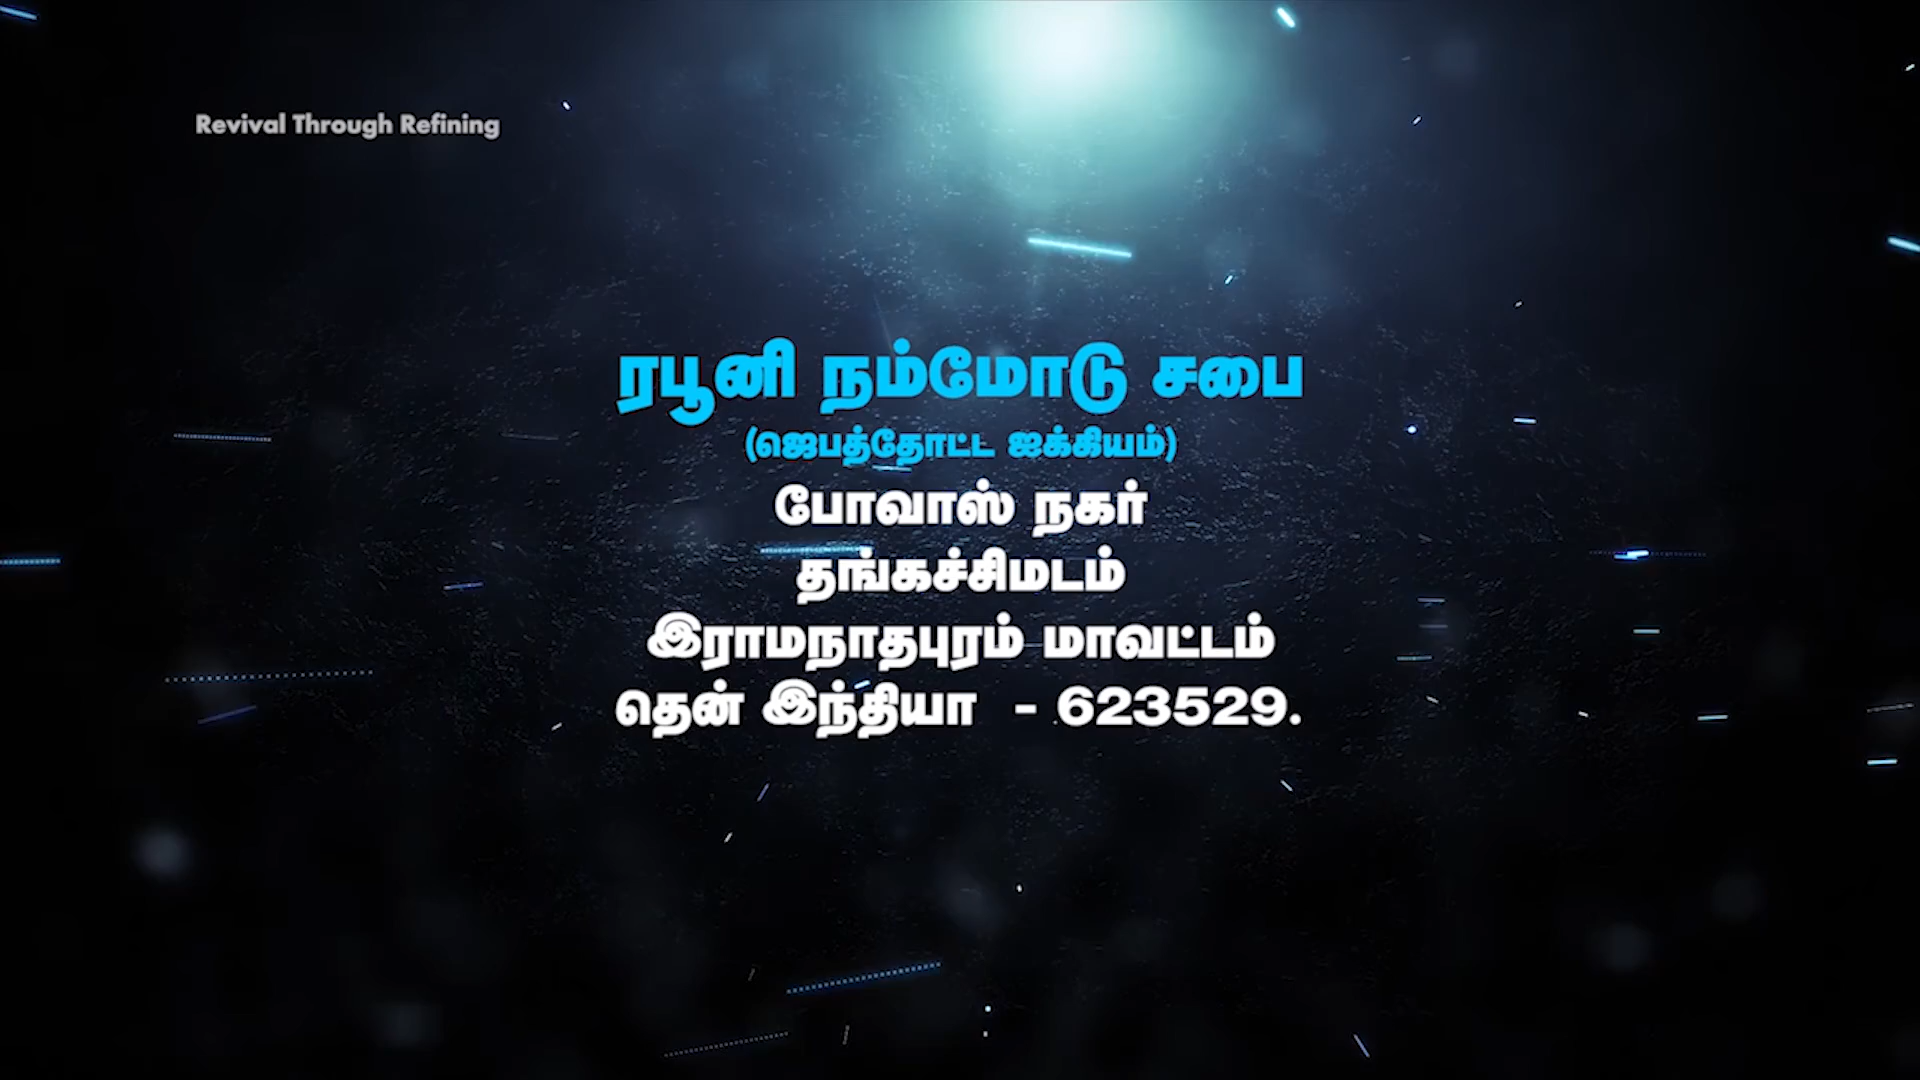 Revival Through Refining
ரபூனி நம்மோடு சபை
(ஜெபத்தோட்ட ஐக்கியம்)
போவாஸ் நகர்
தங்கச்சிமடம்
இராமநாதபுரம் மாவட்டம்
தென் இந்தியா - 623529.